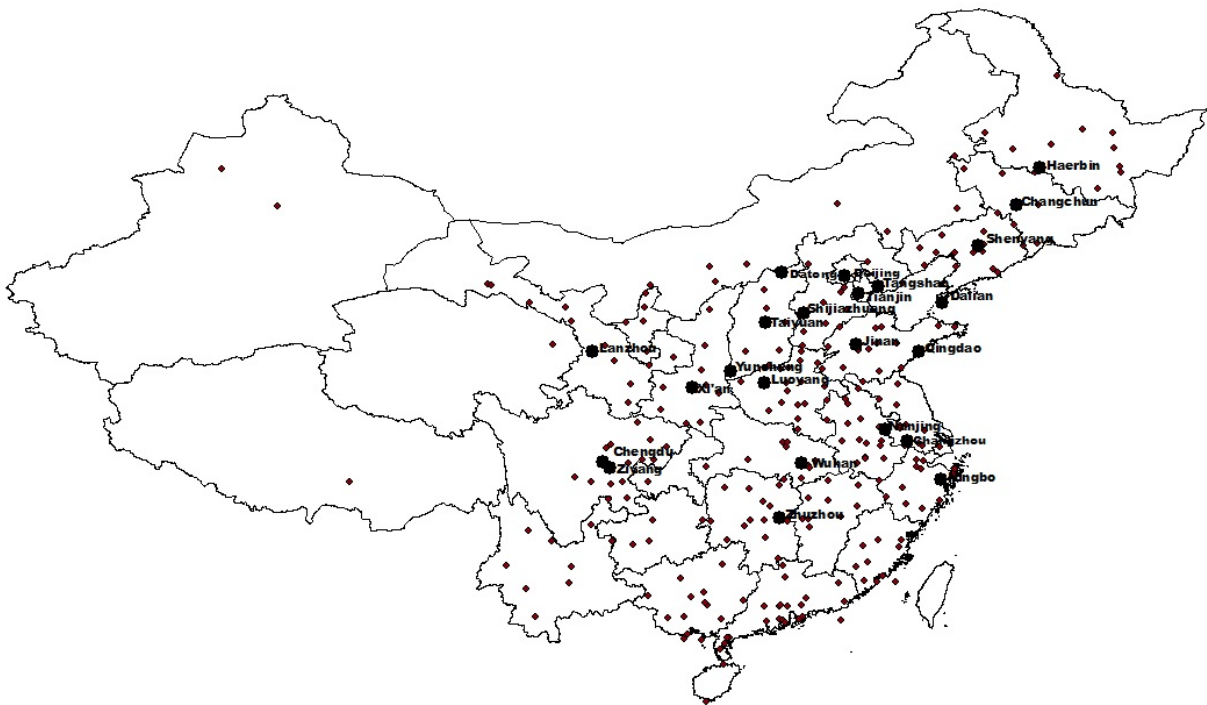 Haerbin
Changchun
Shenyang
Datong
Beijing
Tangshan
Tianjin
Dalian
Shijiazhuang
Taiyuan
Jinan
Qingdao
Lanzhou
Yuncheng
Luoyang
Xi'an
Nanjing
Changzhou
Chengdu
Ziyang
Wuhan
Ningbo
Zhuzhou